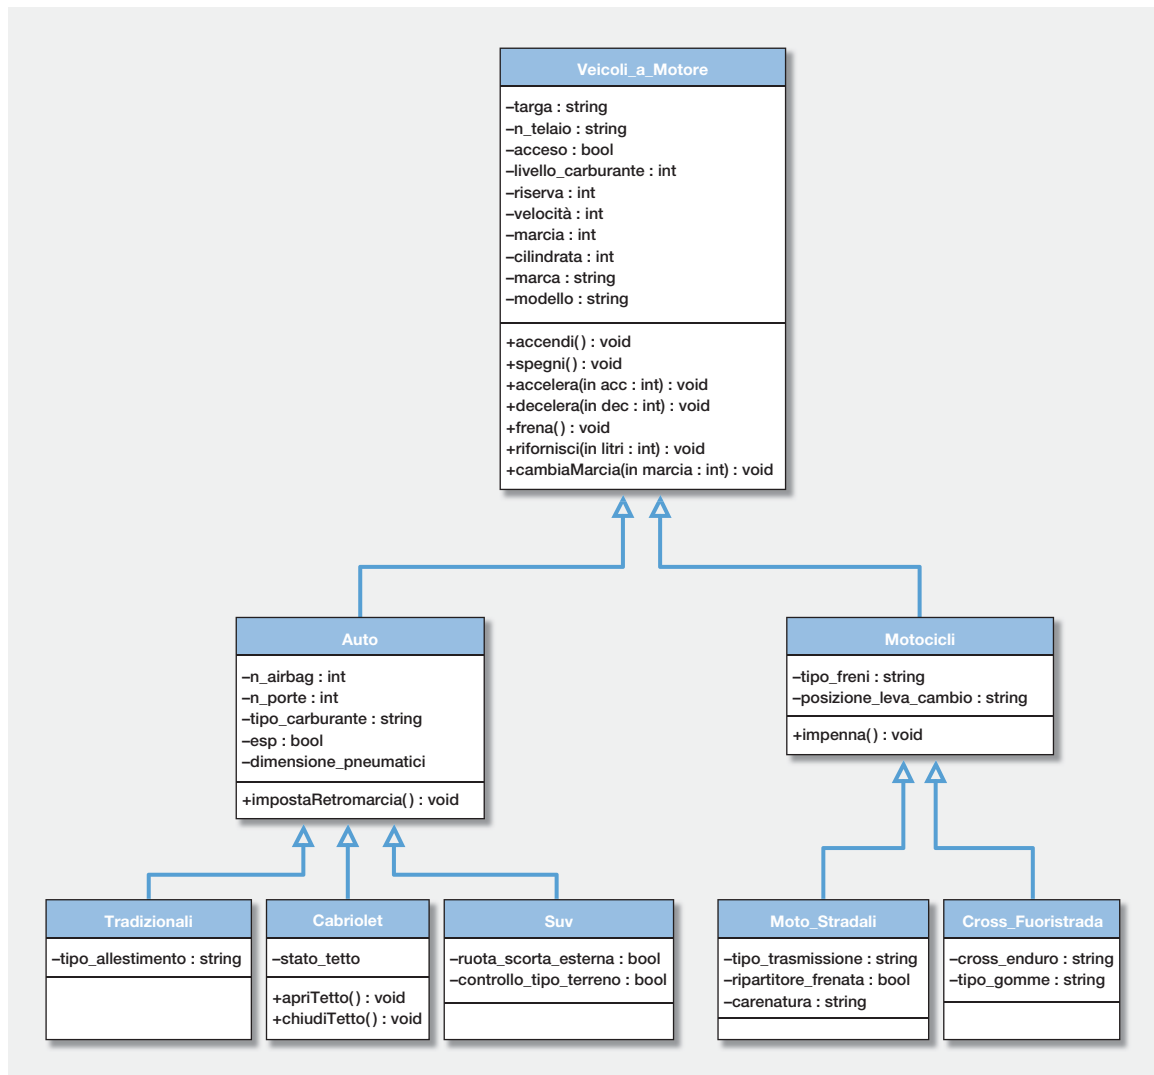 Veicoli_a_Motore
–targa : string
–n_telaio : string
–acceso : bool
–livello_carburante : int
–riserva : int
–velocità : int
–marcia : int
–cilindrata : int
–marca : string
–modello : string
+accendi( ) : void
+spegni( ) : void
+accelera(in acc : int) : void
+decelera(in dec : int) : void
+frena( ) : void
+rifornisci(in litri : int) : void
+cambiaMarcia(in marcia : int) : void
Auto
–n_airbag : int
–n_porte : int
–tipo_carburante : string
–esp : bool
–dimensione_pneumatici
+impostaRetromarcia( ) : void
Motocicli
–tipo_freni : string
–posizione_leva_cambio : string
+impenna( ) : void
Tradizionali
–tipo_allestimento : string
Cabriolet
–stato_tetto
+apriTetto( ) : void
+chiudiTetto( ) : void
Suv
–ruota_scorta_esterna : bool
–controllo_tipo_terreno : bool
Moto_Stradali
–tipo_trasmissione : string
–ripartitore_frenata : bool
–carenatura : string
Cross_Fuoristrada
–cross_enduro : string
–tipo_gomme : string